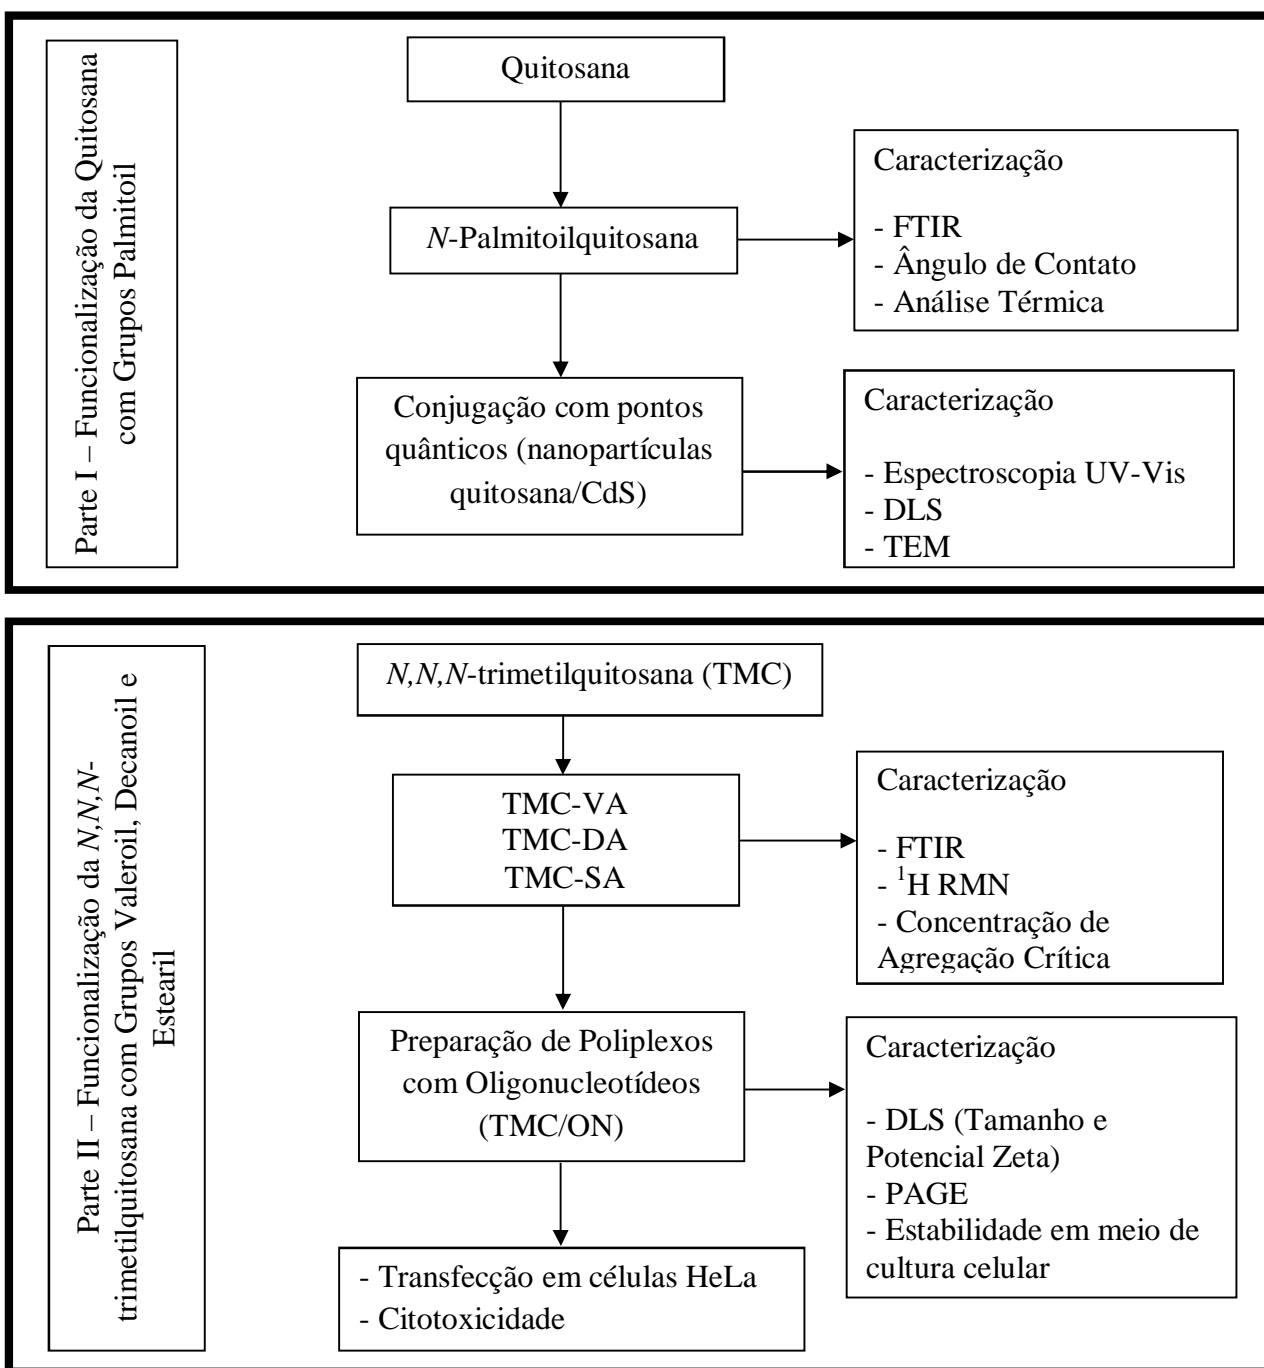 Parte I – Funcionalização da Quitosana
com Grupos Palmitoil
Quitosana
N-Palmitoilquitosana
Caracterização
- FTIR
- Ângulo de Contato
- Análise Térmica
Conjugação com pontos
quânticos (nanopartículas
quitosana/CdS)
Caracterização
- Espectroscopia UV-Vis
- DLS
- TEM
Parte II – Funcionalização da N,N,N-
trimetilquitosana com Grupos Valeroil, Decanoil e
Estearil
N,N,N-trimetilquitosana (TMC)
TMC-VA
TMC-DA
TMC-SA
Caracterização
- FTIR
- ¹H RMN
- Concentração de
Agregação Crítica
Preparação de Poliplexos
com Oligonucleotídeos
(TMC/ON)
Caracterização
- DLS (Tamanho e
Potencial Zeta)
- PAGE
- Estabilidade em meio de
cultura celular
- Transfecção em células HeLa
- Citotoxicidade